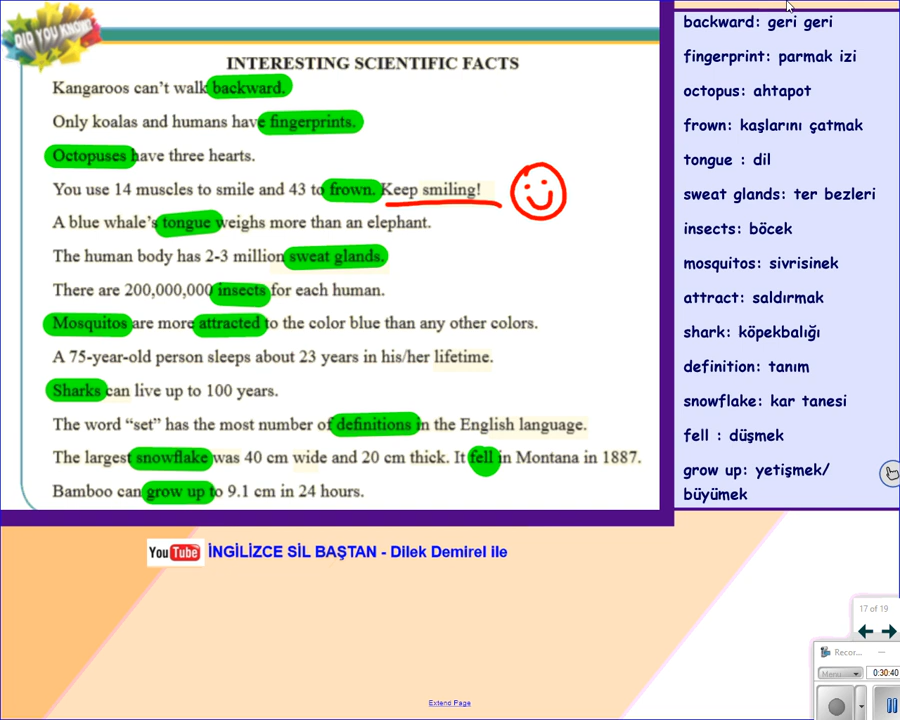 DID YOU KNOW?
INTERESTING SCIENTIFIC FACTS
Kangaroos can't walk backward.
Only koalas and humans have fingerprints.
Octopuses have three hearts.
You use 14 muscles to smile and 43 to frown. Keep smiling!
A blue whale's tongue weighs more than an elephant.
The human body has 2-3 million sweat glands.
There are 200,000,000 insects for each human.
Mosquitos are more attracted to the color blue than any other colors.
A 75-year-old person sleeps about 23 years in his/her lifetime.
Sharks can live up to 100 years.
The word “set” has the most number of definitions in the English language.
The largest snowflake was 40 cm wide and 20 cm thick. It fell in Montana in 1887.
Bamboo can grow up to 9.1 cm in 24 hours.
backward: geri geri
fingerprint: parmak izi
octopus: ahtapot
frown: kaşlarını çatmak
tongue : dil
sweat glands: ter bezleri
insects: böcek
mosquitos: sivrisinek
attract: saldırmak
shark: köpekbalığı
definition: tanım
snowflake: kar tanesi
fell : düşmek
grow up: yetişmek/
büyümek
YouTube İNGİLİZCE SİL BAŞTAN - Dilek Demirel ile
17 of 19
Recor...
Menu
0:30:40
Extend Page